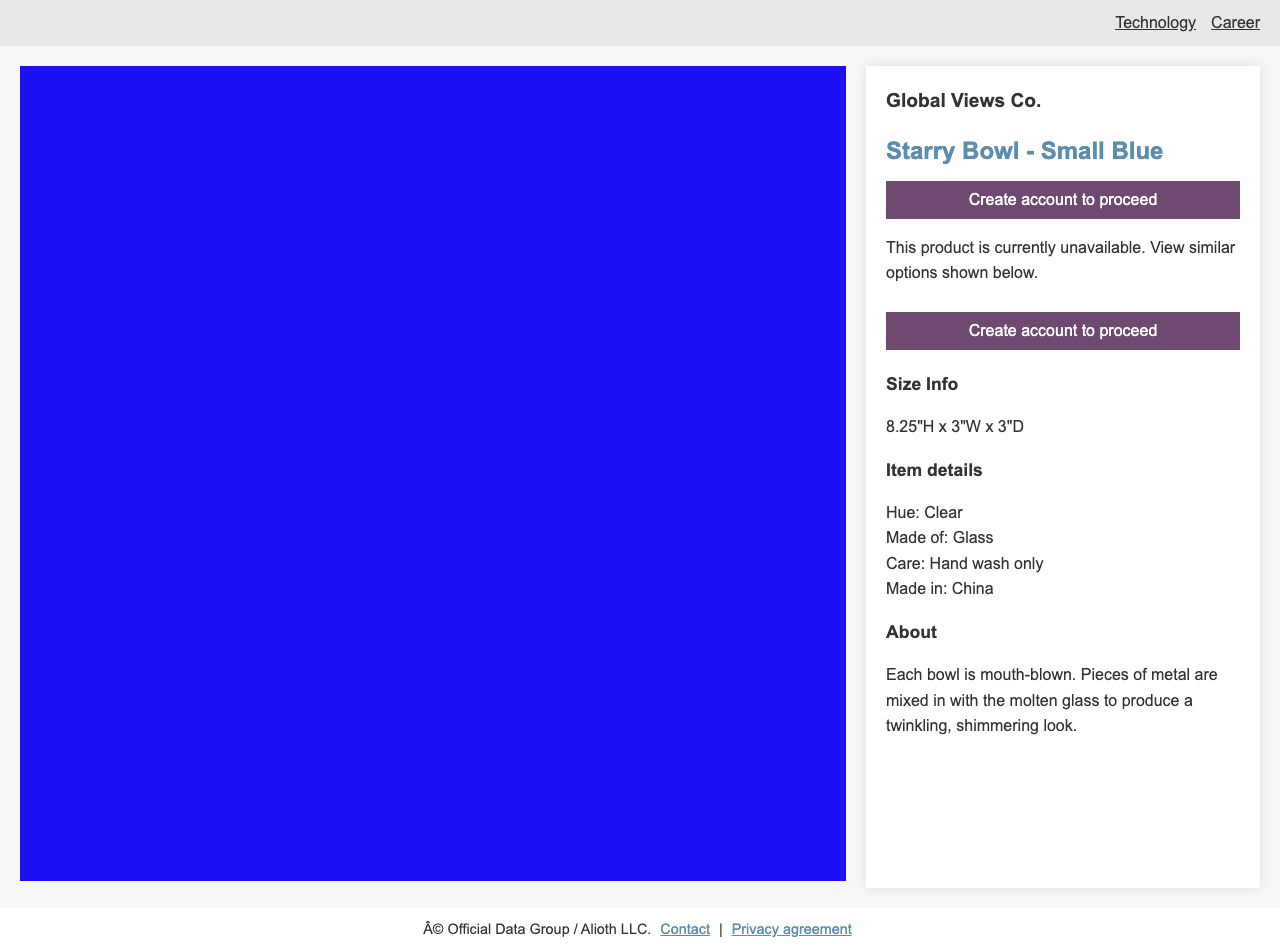 Technology Career
Global Views Co.
Starry Bowl - Small Blue
Create account to proceed
This product is currently unavailable. View similar
options shown below.
Create account to proceed
Size Info
8.25"H x 3"W x 3"D
Item details
Hue: Clear
Made of: Glass
Care: Hand wash only
Made in: China
About
Each bowl is mouth-blown. Pieces of metal are
mixed in with the molten glass to produce a
twinkling, shimmering look.
Â© Official Data Group / Alioth LLC. Contact | Privacy agreement